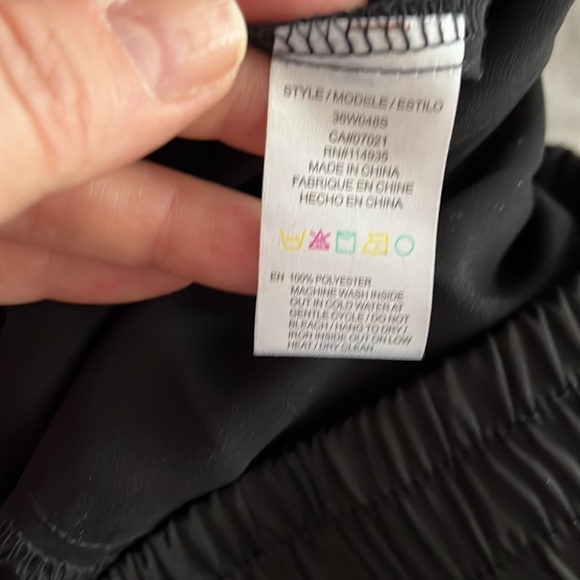 STYLE / MODELE / ESTILO
36W048S
CA#07021
RN#114935
MADE IN CHINA
FABRIQUE EN CHINE
HECHO EN CHINA
EN 100% POLYESTER
MACHINE WASH INSIDE
OUT IN COLD WATER AT
GENTLE CYCLE / DO NOT
BLEACH / HANG TO DRY /
IRON INSIDE OUT ON LOW
HEAT / DRY CLEAN